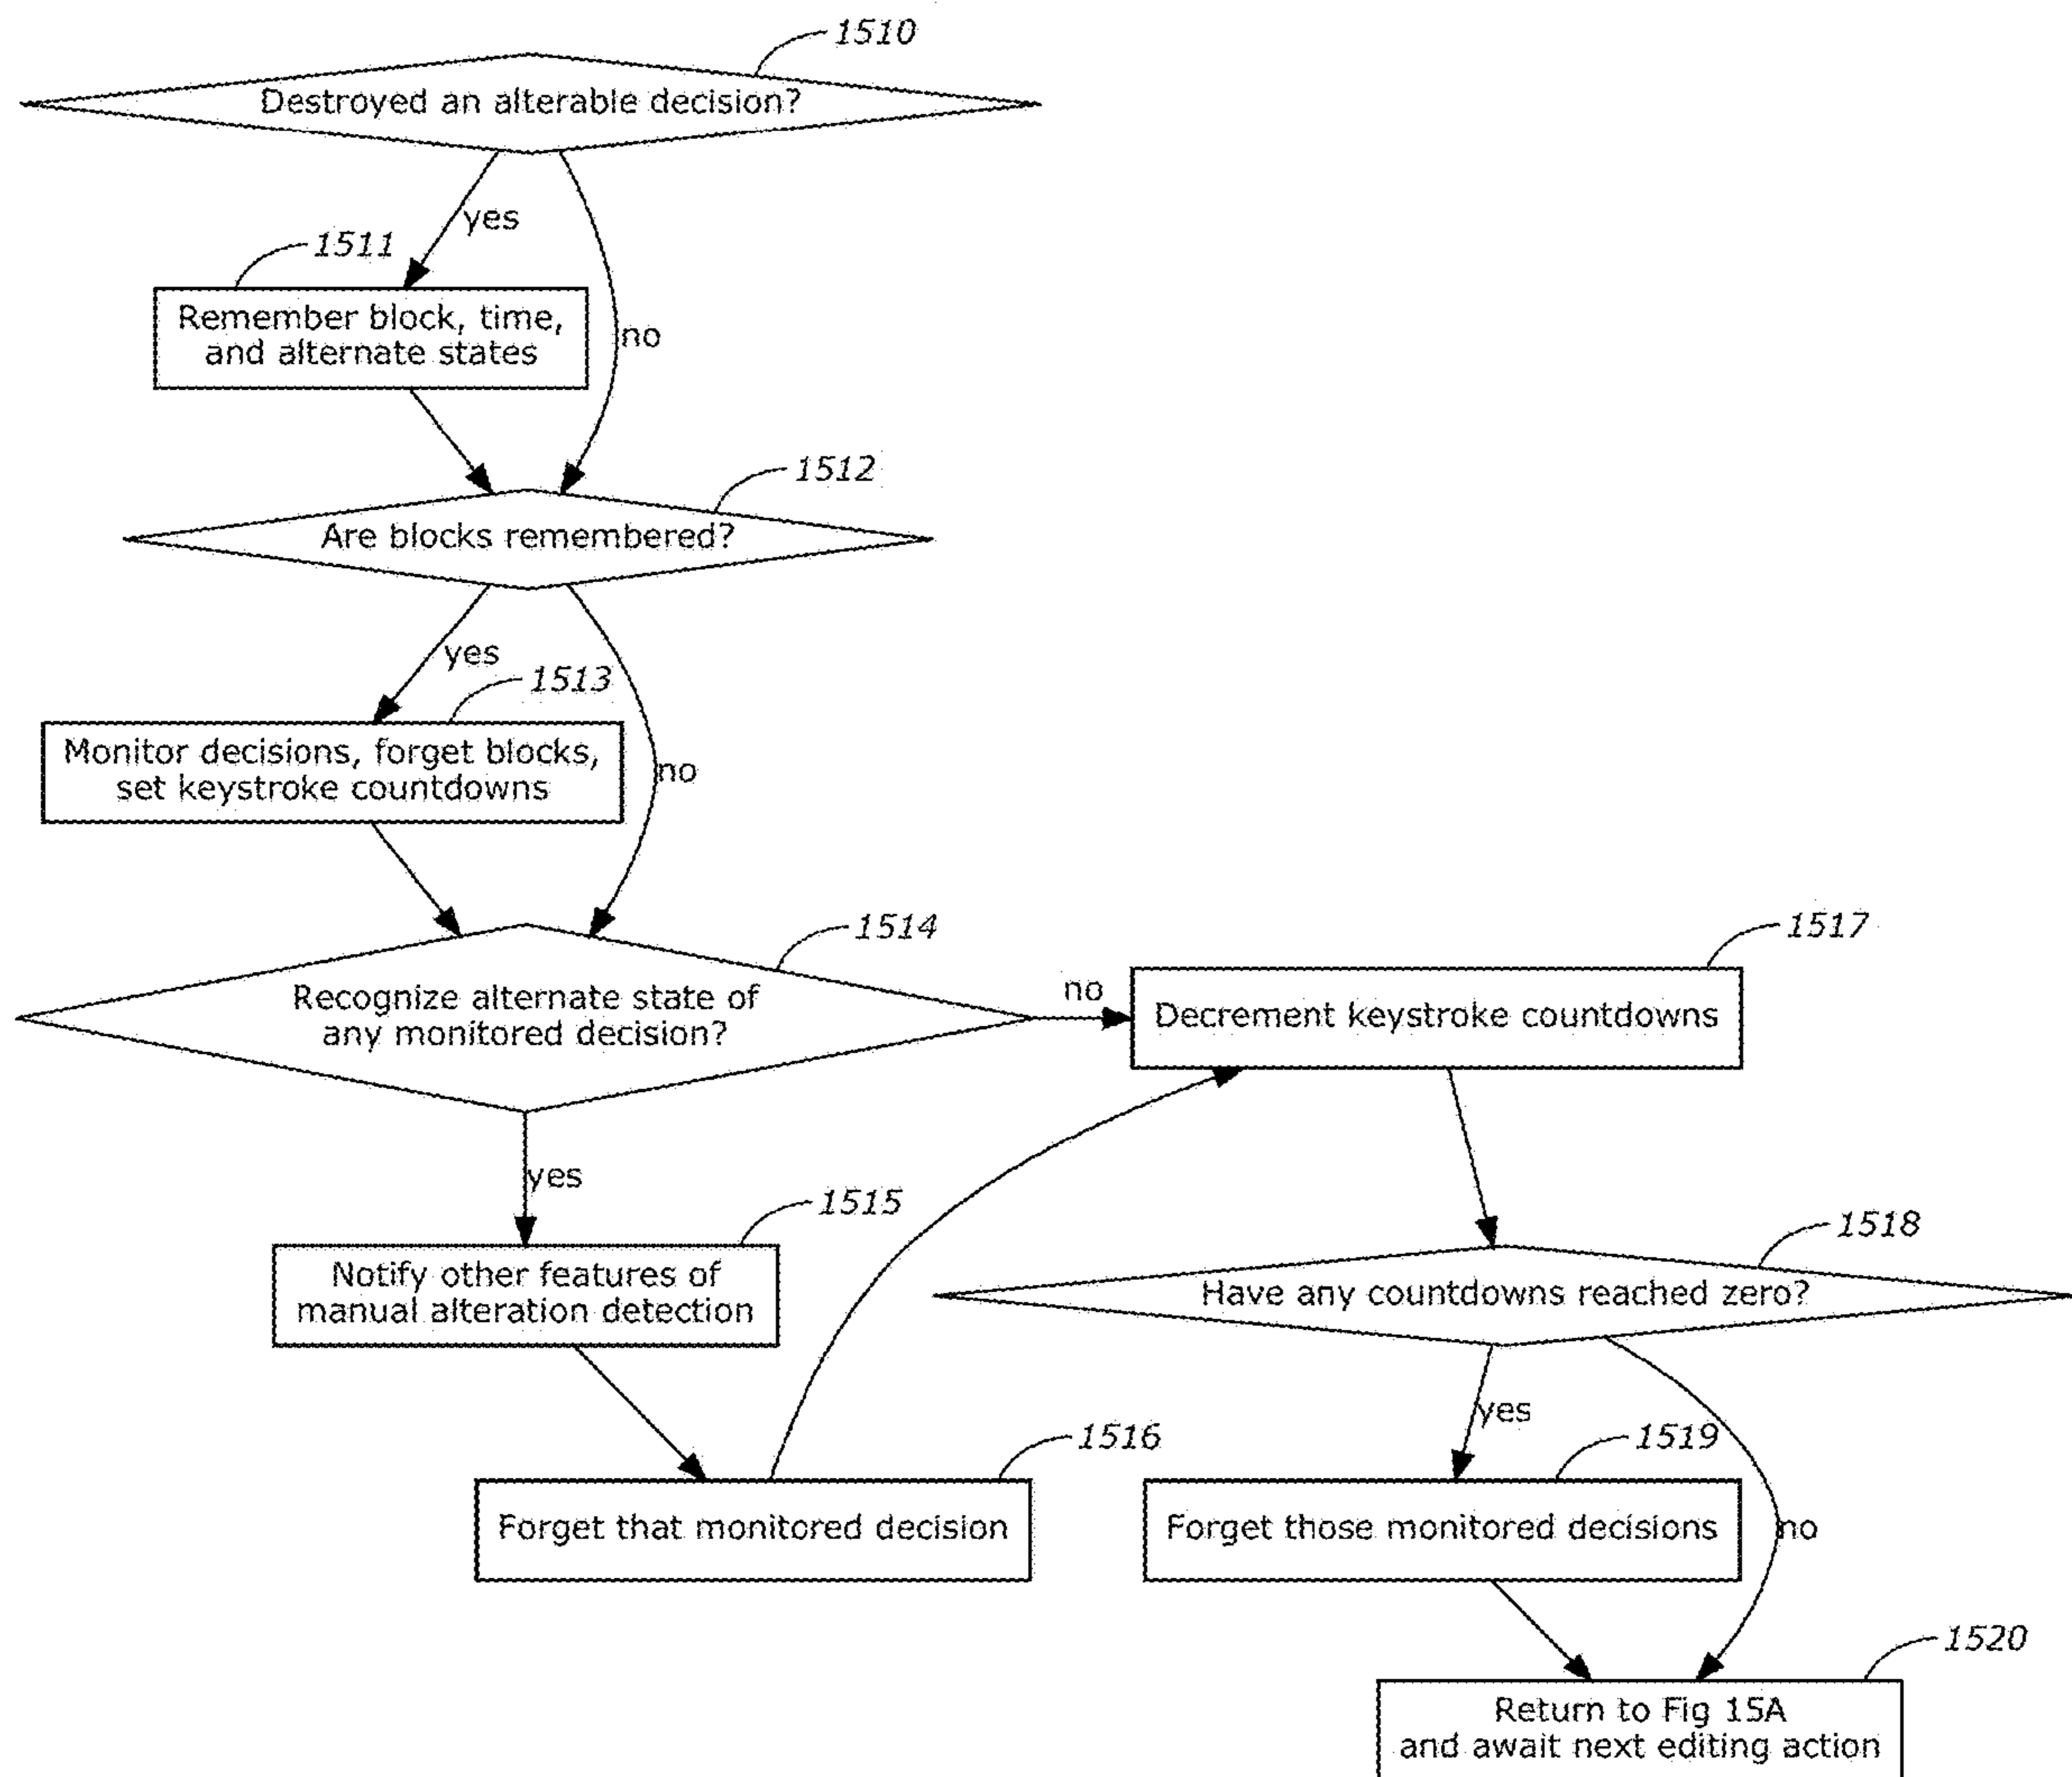 1510
Destroyed an alterable decision?
yes
1511
Remember block, time,
and alternate states
no
1512
Are blocks remembered?
yes
1513
Monitor decisions, forget blocks,
set keystroke countdowns
no
1514
Recognize alternate state of
any monitored decision?
no
1517
Decrement keystroke countdowns
yes
1515
Notify other features of
manual alteration detection
1518
Have any countdowns reached zero?
yes
1516
Forget that monitored decision
1519
Forget those monitored decisions
no
1520
Return to Fig 15A
and await next editing action